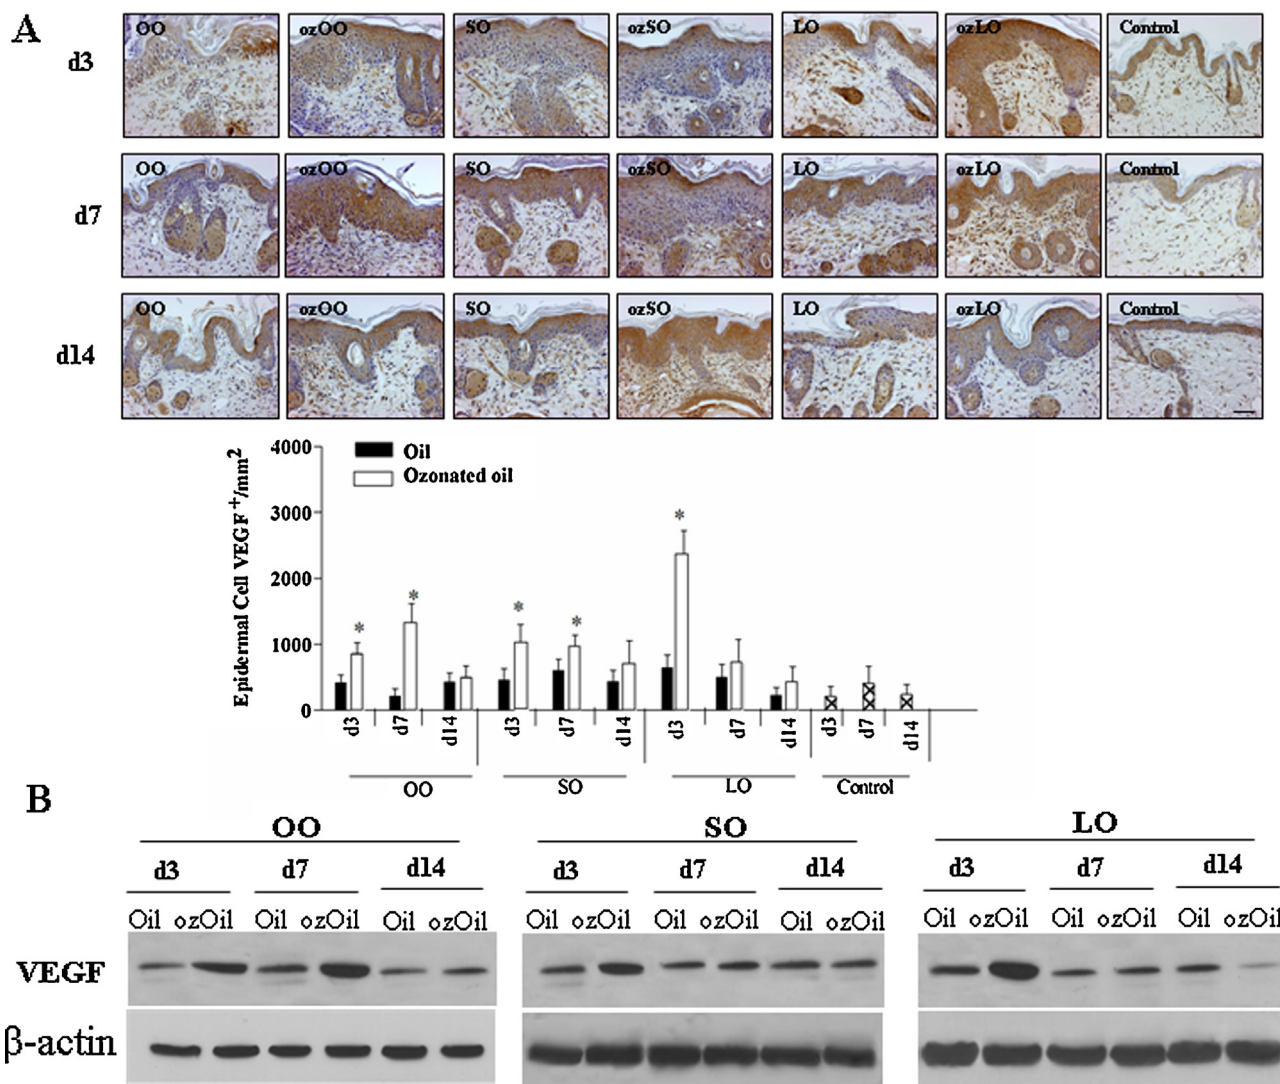 A
d3
OO ozOO SO ozSO LO ozLO Control
d7
OO ozOO SO ozSO LO ozLO Control
d14
OO ozOO SO ozSO LO ozLO Control
Epidermal Cell VEGF+/mm2
4000
3000
2000
1000
0
Oil
Ozonated oil
* * * * *
d3 d7 d14 d3 d7 d14 d3 d7 d14 d3 d7 d14
OO SO LO Control
B
OO SO LO
d3 d7 d14 d3 d7 d14 d3 d7 d14
Oil ozOil Oil ozOil Oil ozOil Oil ozOil Oil ozOil Oil ozOil Oil ozOil Oil ozOil Oil ozOil
VEGF
β-actin